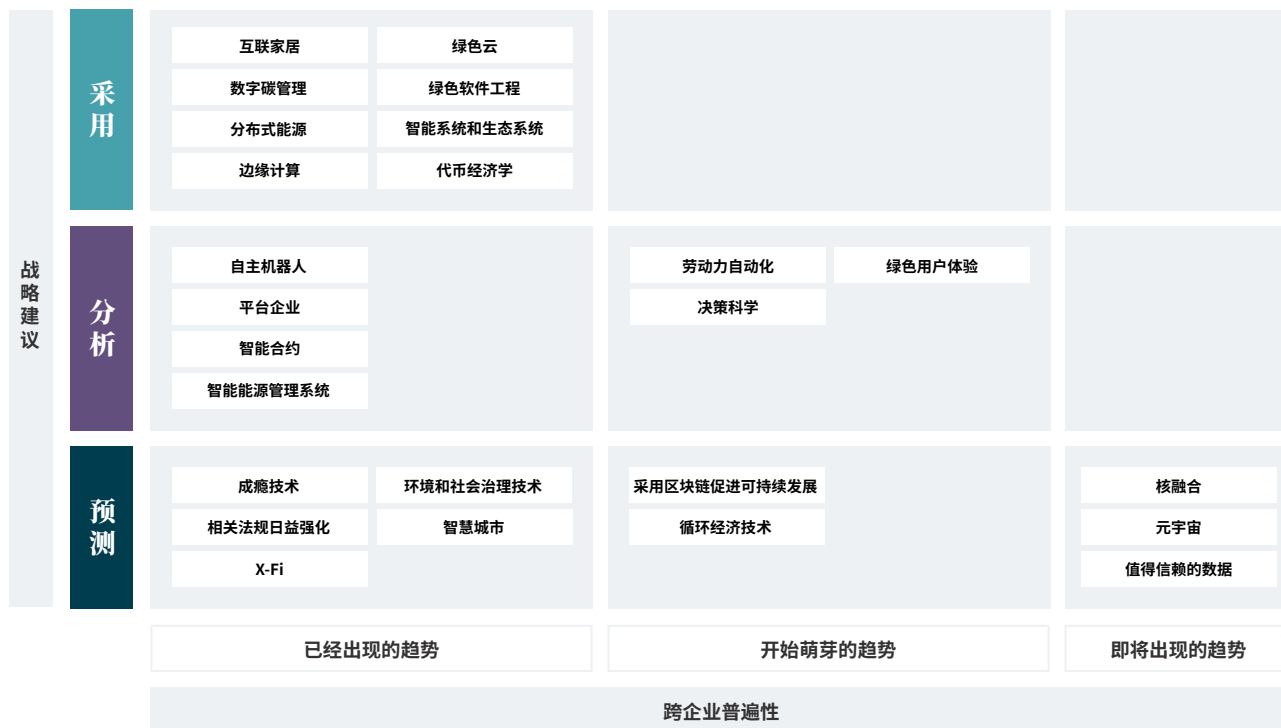 战略建议
采用
互联家居
绿色云
数字碳管理
绿色软件工程
分布式能源
智能系统和生态系统
边缘计算
代币经济学
分析
自主机器人
平台企业
智能合约
智能能源管理系统
劳动力自动化
绿色用户体验
决策科学
预测
成瘾技术
环境和社会治理技术
相关法规日益强化
智慧城市
X-Fi
采用区块链促进可持续发展
循环经济技术
核融合
元宇宙
值得信赖的数据
已经出现的趋势
开始萌芽的趋势
即将出现的趋势
跨企业普遍性